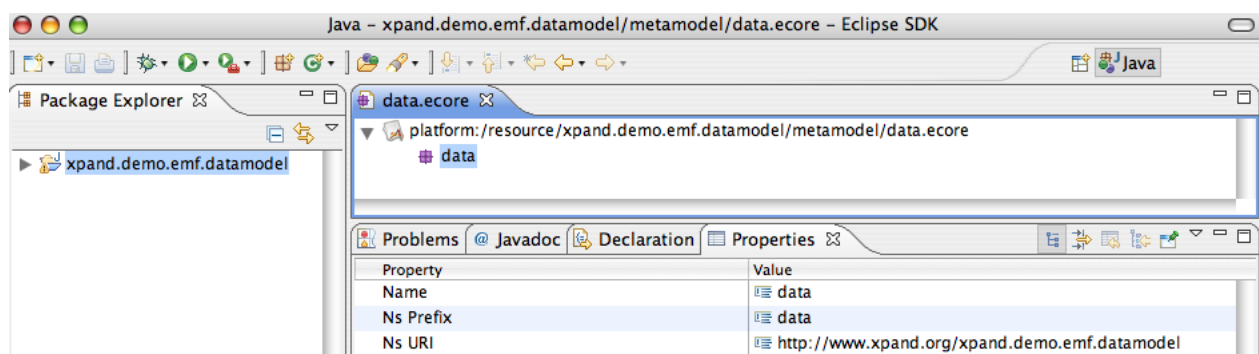 Java – xpand.demo.emf.datamodel/metamodel/data.ecore – Eclipse SDK
Java
Package Explorer
xpand.demo.emf.datamodel
data.ecore
platform:/resource/xpand.demo.emf.datamodel/metamodel/data.ecore
data
Problems @ Javadoc Declaration Properties
Property Value
Name data
Ns Prefix data
Ns URI http://www.xpand.org/xpand.demo.emf.datamodel